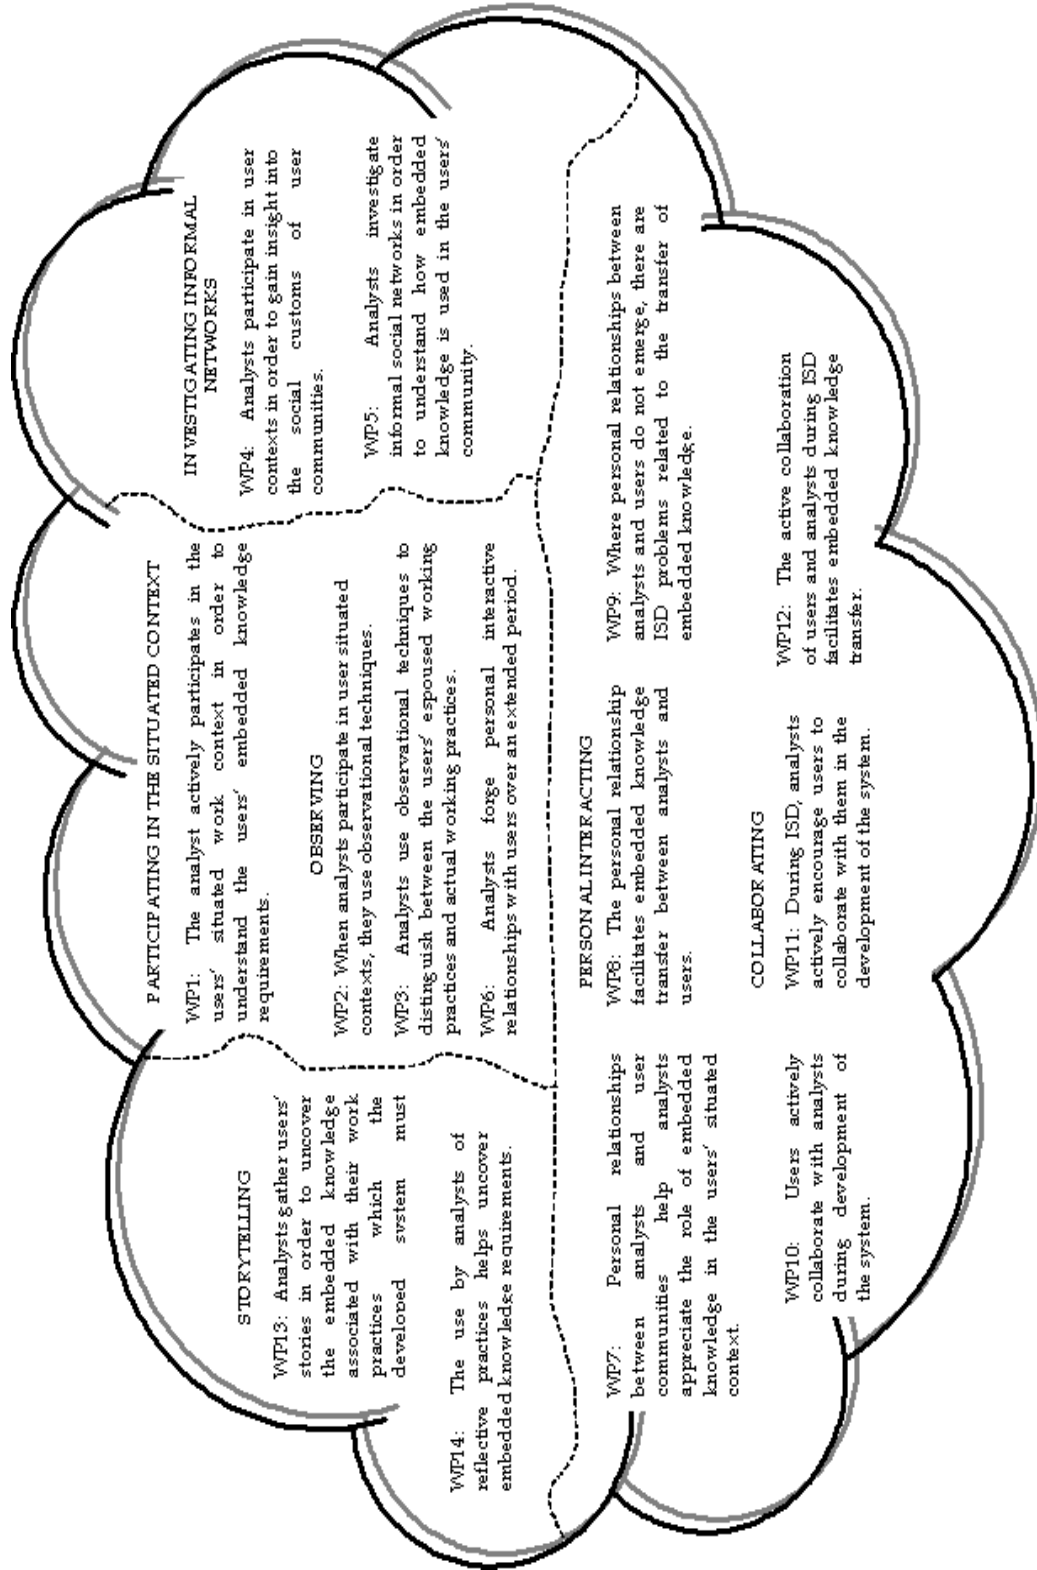 STORYTELLING
WP13: Analysts gather users'
stories in order to uncover
the embedded knowledge
associated with their work
practices which the
developed system must
WP14: The use by analysts of
reflective practices helps uncover
embedded knowledge requirements.
PARTICIPATING IN THE SITUATED CONTEXT
WP1: The analyst actively participates in the
users' situated work context in order to
understand the users' embedded knowledge
requirements.
OBSERVING
WP2: When analysts participate in user situated
contexts, they use observational techniques.
WP3: Analysts use observational techniques to
distinguish between the users' espoused working
practices and actual working practices.
WP6: Analysts forge personal interactive
relationships with users over an extended period.
INVESTIGATING INFORMAL
NETWORKS
WP4: Analysts participate in user
contexts in order to gain insight into
the social customs of user
communities.
WP5: Analysts investigate
informal social networks in order
to understand how embedded
knowledge is used in the users'
community.
PERSONAL INTERACTING
WP7: Personal relationships
between analysts and user
communities help analysts
appreciate the role of embedded
knowledge in the users' situated
context.
WP8: The personal relationship
facilitates embedded knowledge
transfer between analysts and
users.
WP9: Where personal relationships between
analysts and users do not emerge, there are
ISD problems related to the transfer of
embedded knowledge.
COLLABORATING
WP10: Users actively
collaborate with analysts
during development of
the system.
WP11: During ISD, analysts
actively encourage users to
collaborate with them in the
development of the system.
WP12: The active collaboration
of users and analysts during ISD
facilitates embedded knowledge
transfer.